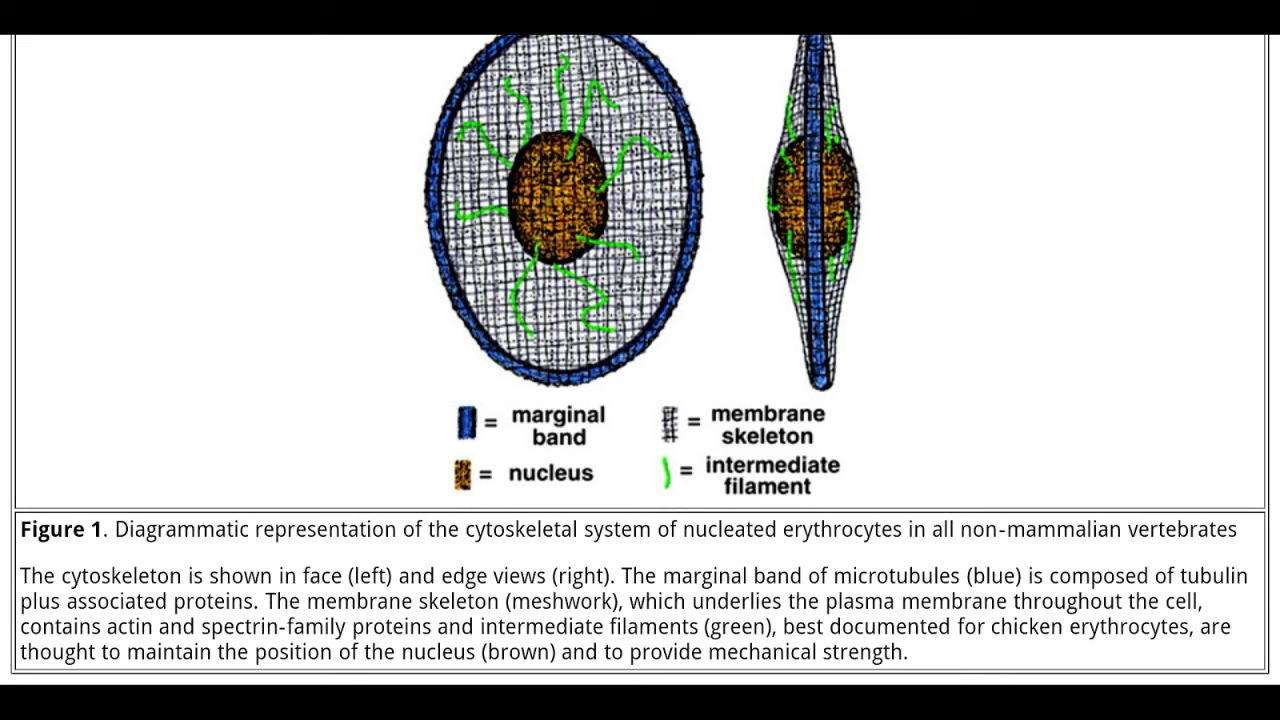 = marginal band
= membrane skeleton
= nucleus
= intermediate filament
Figure 1. Diagrammatic representation of the cytoskeletal system of nucleated erythrocytes in all non-mammalian vertebrates
The cytoskeleton is shown in face (left) and edge views (right). The marginal band of microtubules (blue) is composed of tubulin
plus associated proteins. The membrane skeleton (meshwork), which underlies the plasma membrane throughout the cell,
contains actin and spectrin-family proteins and intermediate filaments (green), best documented for chicken erythrocytes, are
thought to maintain the position of the nucleus (brown) and to provide mechanical strength.